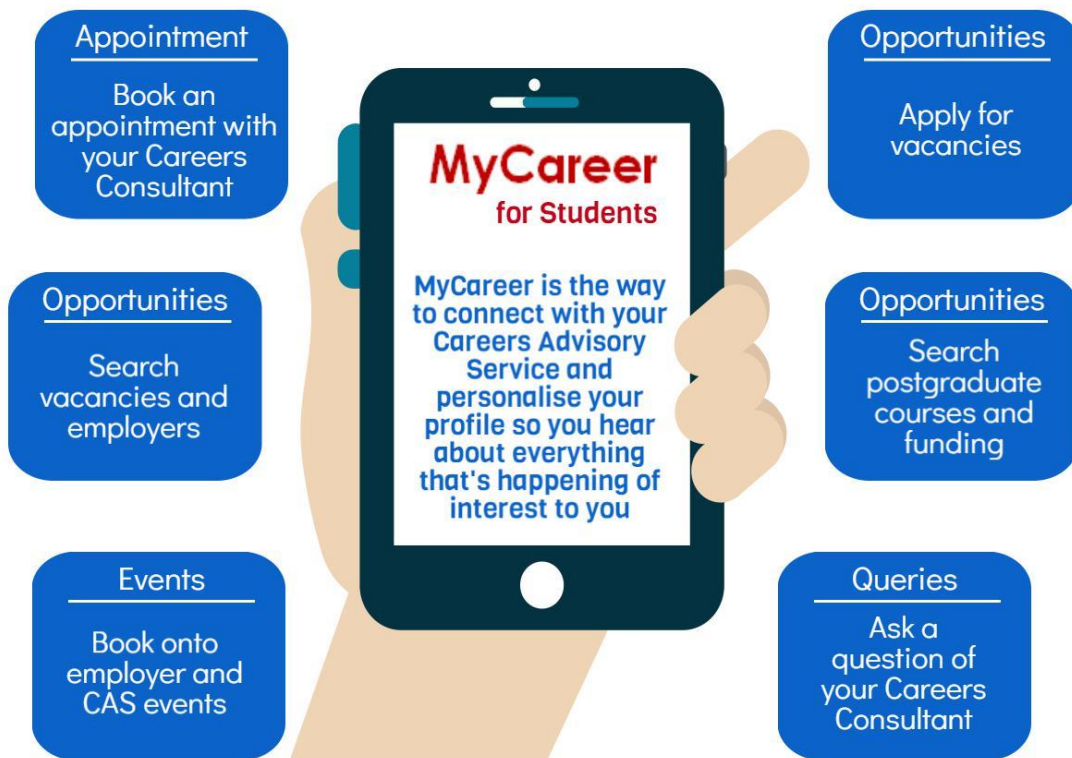 Appointment
Book an
appointment with
your Careers
Consultant
Opportunities
Search
vacancies and
employers
Events
Book onto
employer and
CAS events
MyCareer
for Students
MyCareer is the way
to connect with your
Careers Advisory
Service and
personalise your
profile so you hear
about everything
that's happening of
interest to you
Opportunities
Apply for
vacancies
Opportunities
Search
postgraduate
courses and
funding
Queries
Ask a
question of
your Careers
Consultant